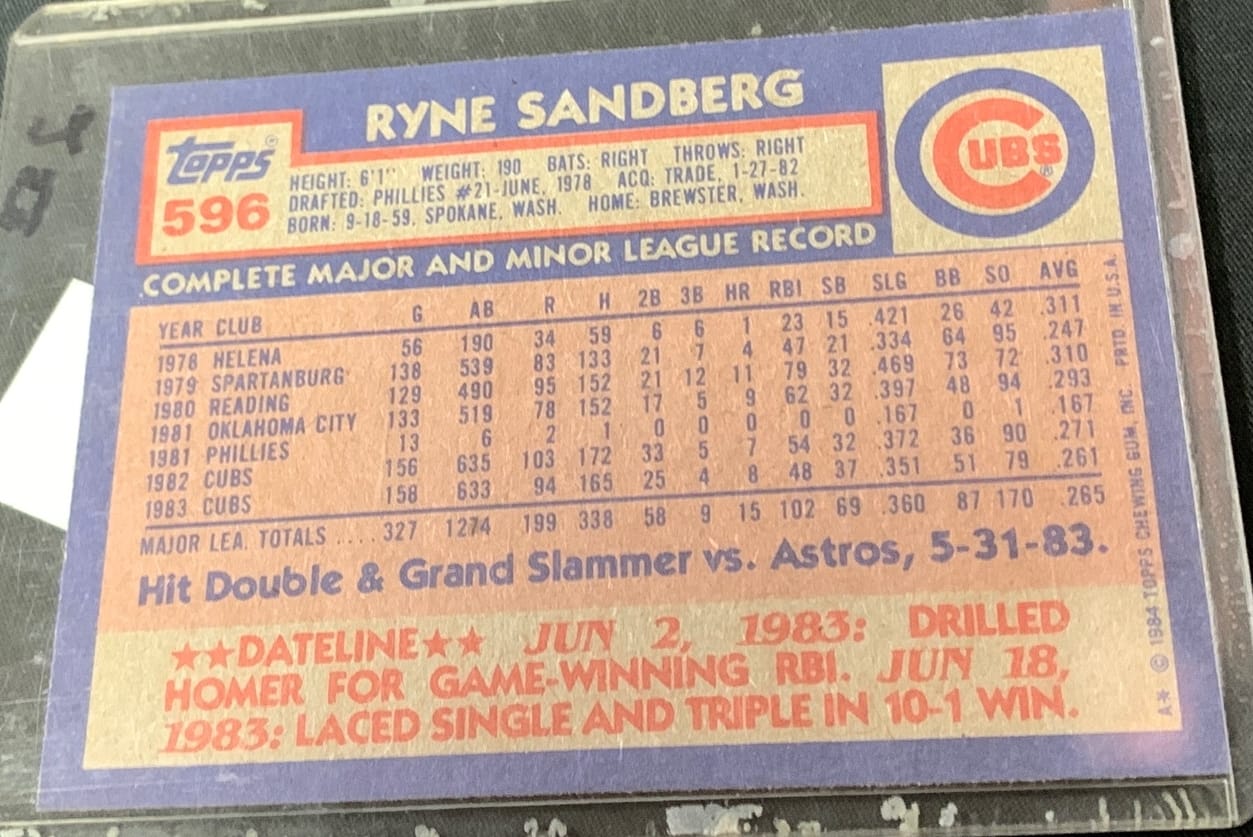 RYNE SANDBERG
Topps®
596
CUBS®
HEIGHT: 6'1" WEIGHT: 190 BATS: RIGHT THROWS: RIGHT
DRAFTED: PHILLIES #21-JUNE, 1978 ACQ: TRADE, 1-27-82
BORN: 9-18-59, SPOKANE, WASH. HOME: BREWSTER, WASH.
COMPLETE MAJOR AND MINOR LEAGUE RECORD
YEAR CLUB G AB R H 2B 3B HR RBI SB SLG BB SO AVG
1978 HELENA 56 190 34 59 6 6 1 23 15 .421 26 42 .311
1979 SPARTANBURG 138 539 83 133 21 7 4 47 21 .334 64 95 .247
1980 READING 129 490 95 152 21 12 11 79 32 .469 73 72 .310
1981 OKLAHOMA CITY 133 519 78 152 17 5 9 62 32 .397 48 94 .293
1981 PHILLIES 13 6 2 1 0 0 0 0 0 .167 0 1 .167
1982 CUBS 156 635 103 172 33 5 7 54 32 .372 36 90 .271
1983 CUBS 158 633 94 165 25 4 8 48 37 .351 51 79 .261
MAJOR LEA. TOTALS .... 327 1274 199 338 58 9 15 102 69 .360 87 170 .265
Hit Double & Grand Slammer vs. Astros, 5-31-83.
★★DATELINE★★ JUN 2, 1983: DRILLED
HOMER FOR GAME-WINNING RBI. JUN 18,
1983: LACED SINGLE AND TRIPLE IN 10-1 WIN.
A* © 1984 TOPPS CHEWING GUM, INC. PRTD. IN U.S.A.